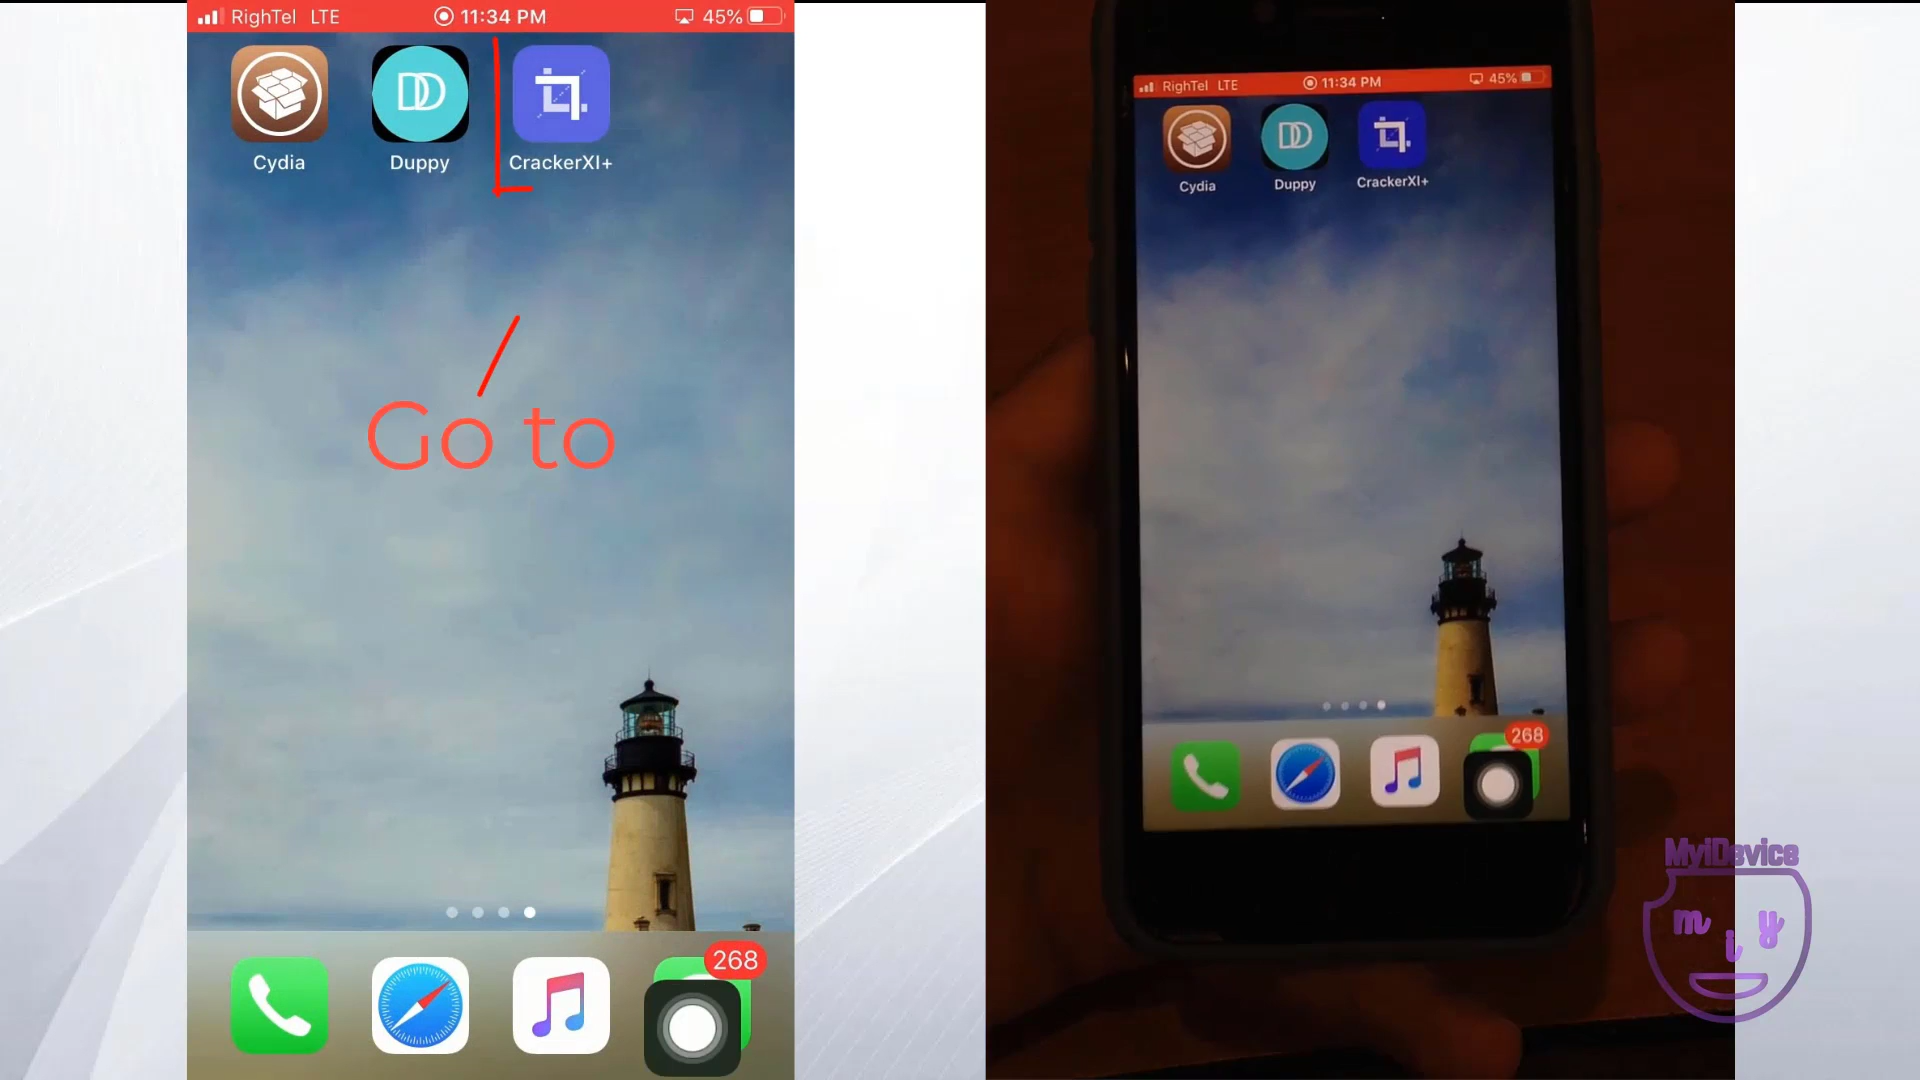 RighTel LTE 11:34 PM 45%
Cydia Duppy CrackerXI+
Go to
268
RighTel LTE 11:34 PM 45%
Cydia Duppy CrackerXI+
268
MyiDevice
m i y